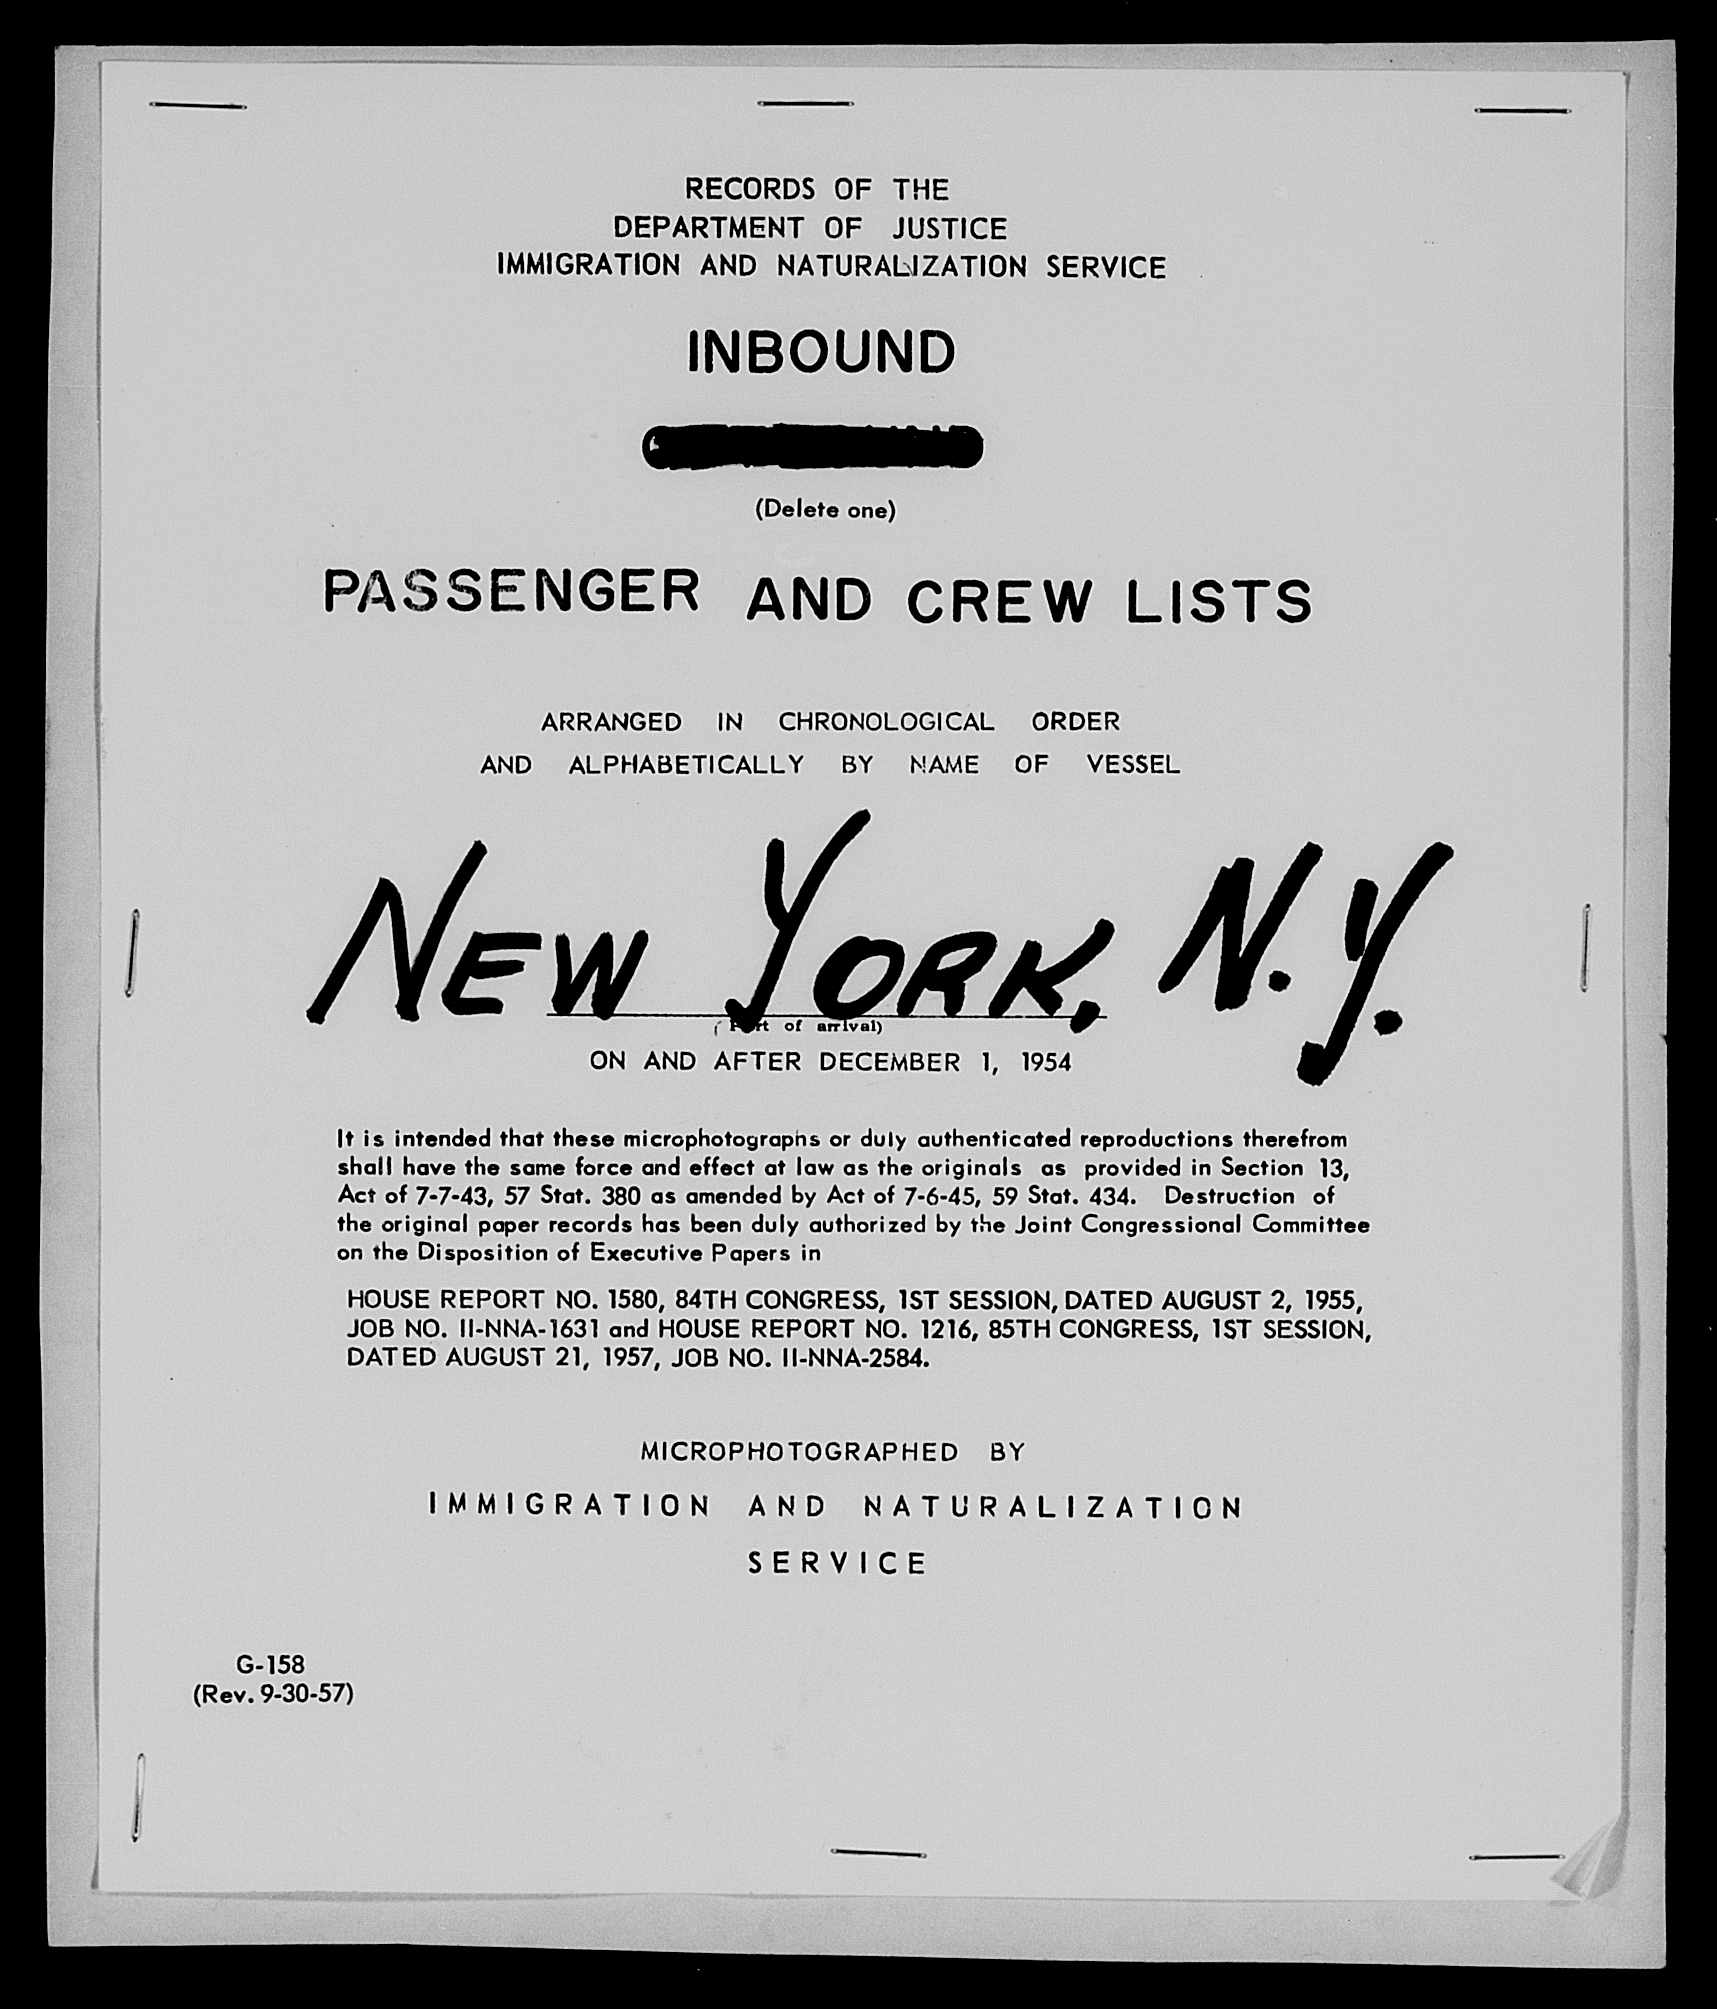 RECORDS OF THE
DEPARTMENT OF JUSTICE
IMMIGRATION AND NATURALIZATION SERVICE
INBOUND
(Delete one)
PASSENGER AND CREW LISTS
ARRANGED IN CHRONOLOGICAL ORDER
AND ALPHABETICALLY BY NAME OF VESSEL
NEW YORK, N.Y.
(Port of arrival)
ON AND AFTER DECEMBER 1, 1954
It is intended that these microphotographs or duly authenticated reproductions therefrom
shall have the same force and effect at law as the originals as provided in Section 13,
Act of 7-7-43, 57 Stat. 380 as amended by Act of 7-6-45, 59 Stat. 434. Destruction of
the original paper records has been duly authorized by the Joint Congressional Committee
on the Disposition of Executive Papers in
HOUSE REPORT NO. 1580, 84TH CONGRESS, 1ST SESSION, DATED AUGUST 2, 1955,
JOB NO. II-NNA-1631 and HOUSE REPORT NO. 1216, 85TH CONGRESS, 1ST SESSION,
DATED AUGUST 21, 1957, JOB NO. II-NNA-2584.
MICROPHOTOGRAPHED BY
IMMIGRATION AND NATURALIZATION
SERVICE
G-158
(Rev. 9-30-57)